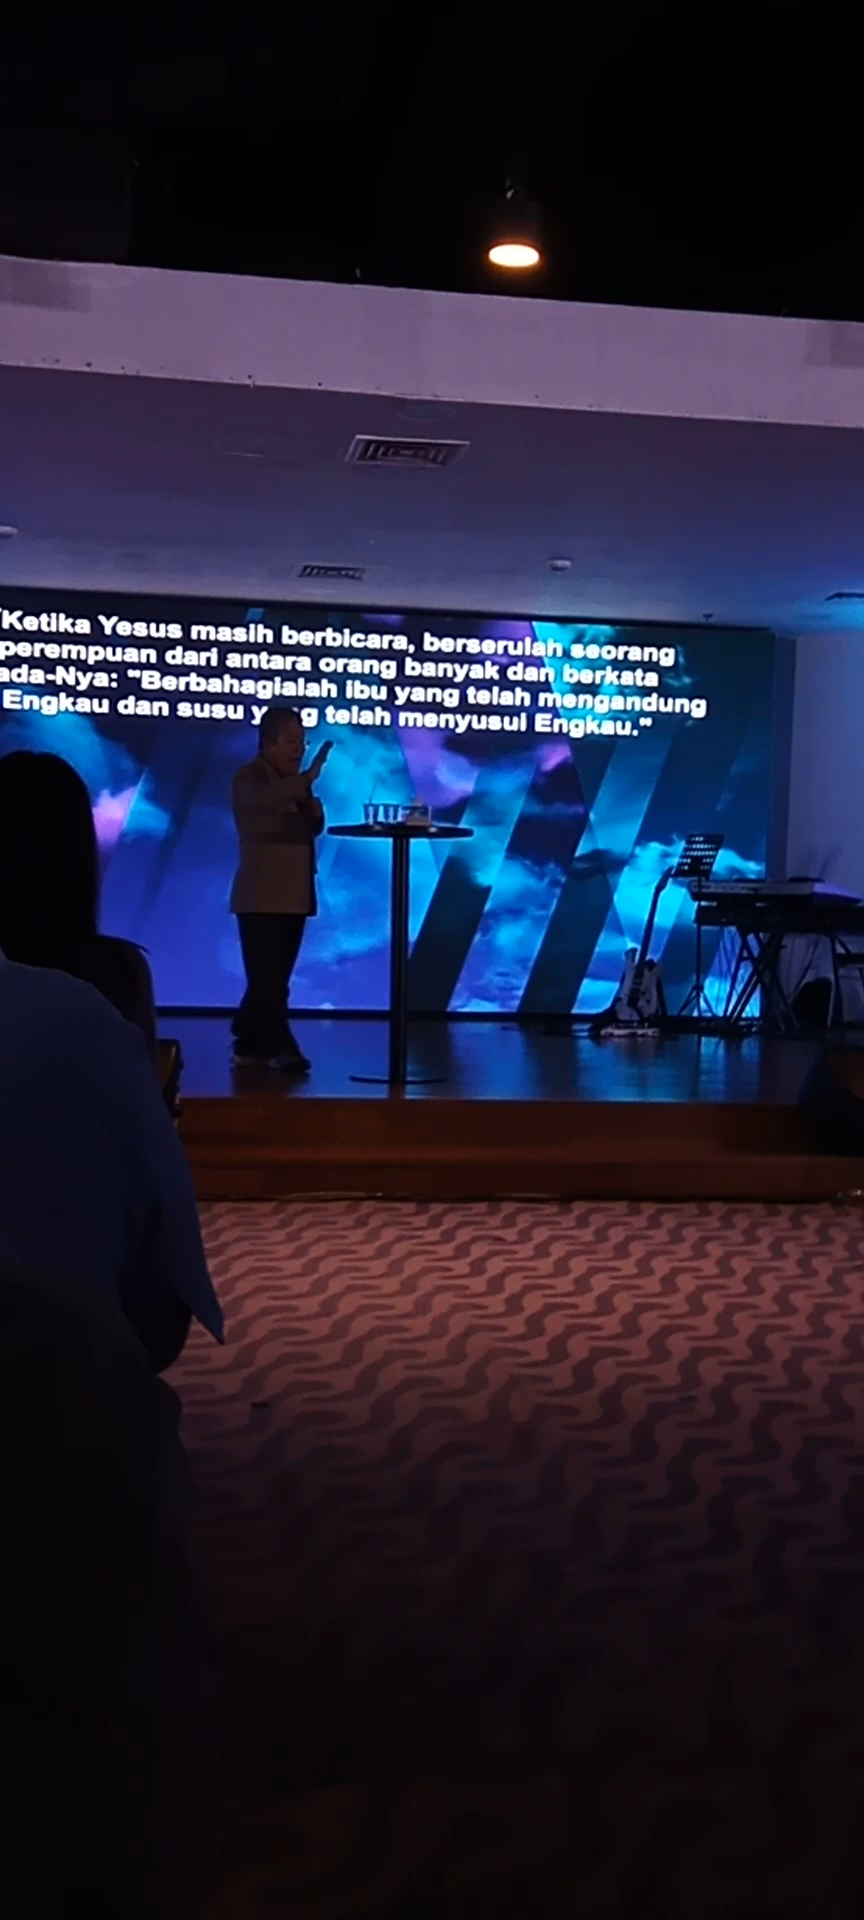 "Ketika Yesus masih berbicara, berserulah seorang
perempuan dari antara orang banyak dan berkata
ada-Nya: "Berbahagialah ibu yang telah mengandung
Engkau dan susu y g telah menyusui Engkau."